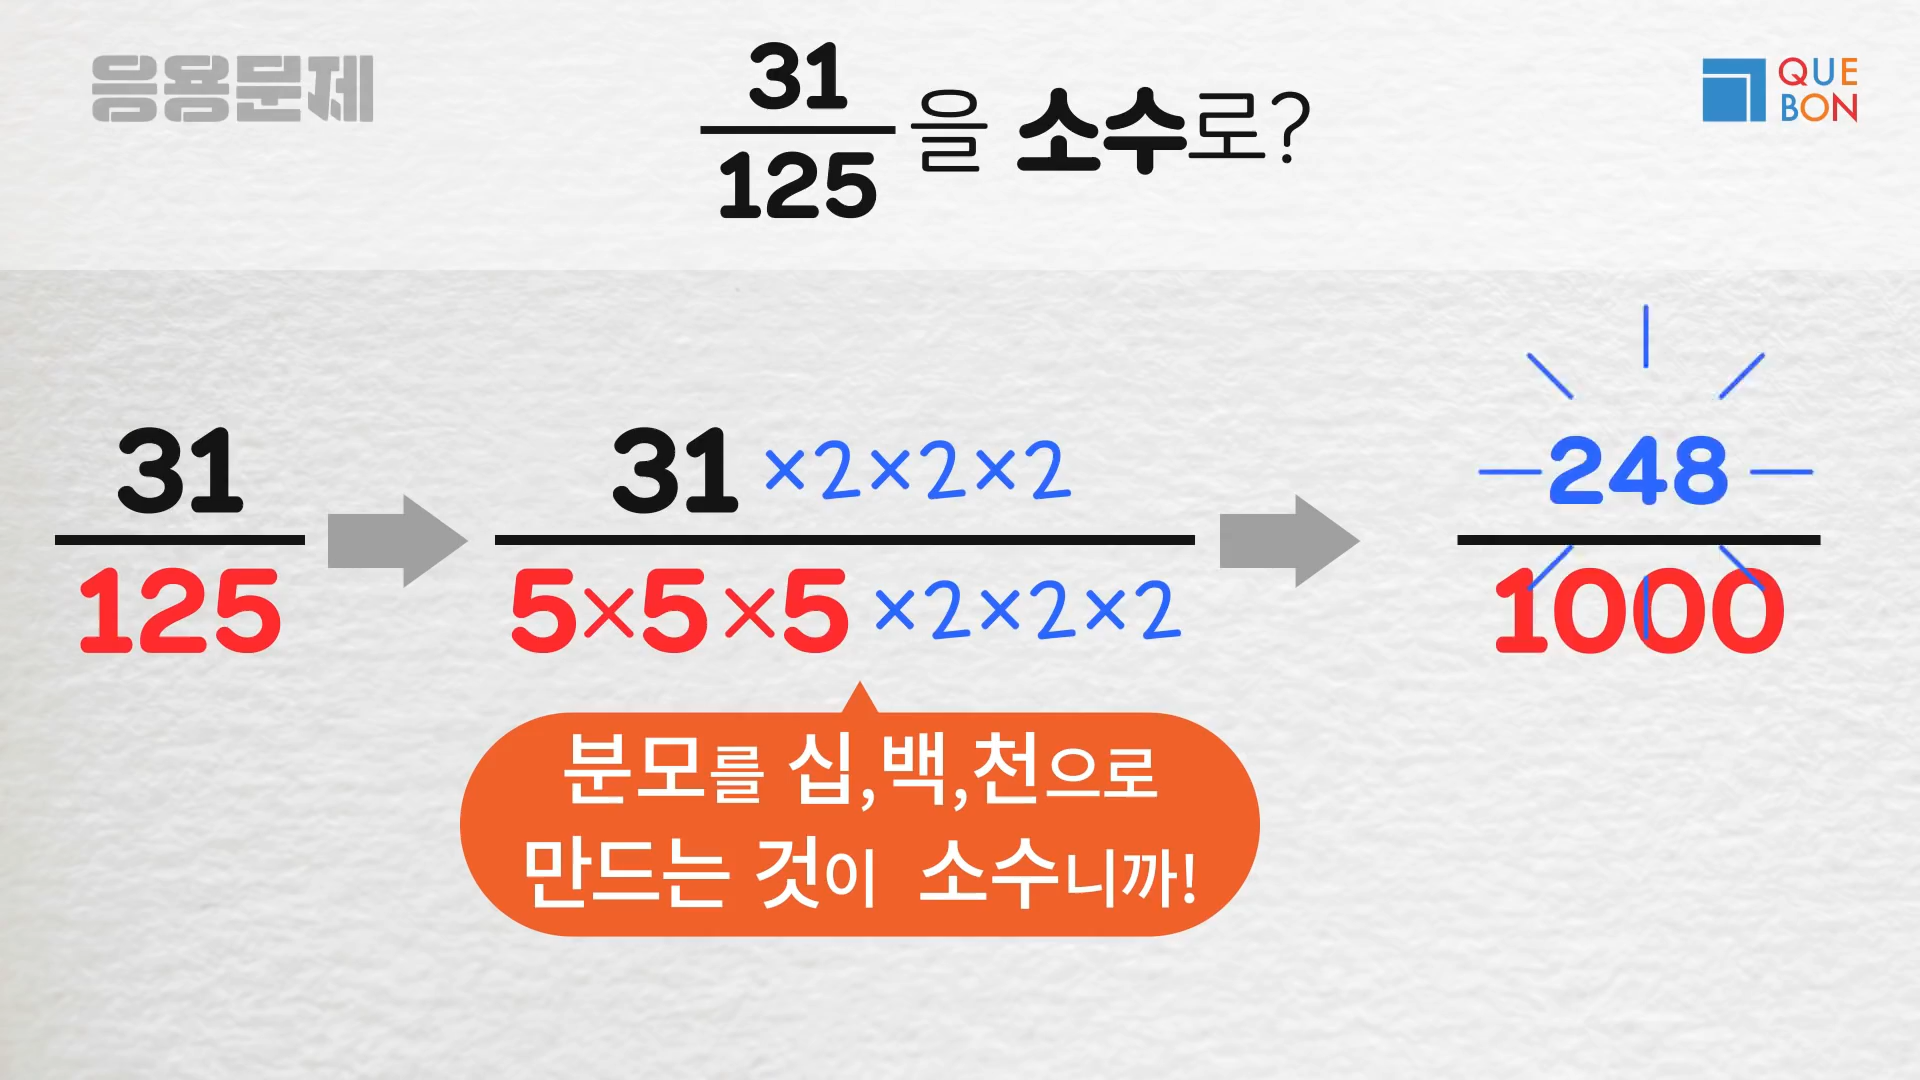 응용문제
31
125
을 소수로?
QUE
BON
31
125
31 ×2×2×2
5×5×5 ×2×2×2
248
1000
분모를 십,백,천으로
만드는 것이 소수니까!